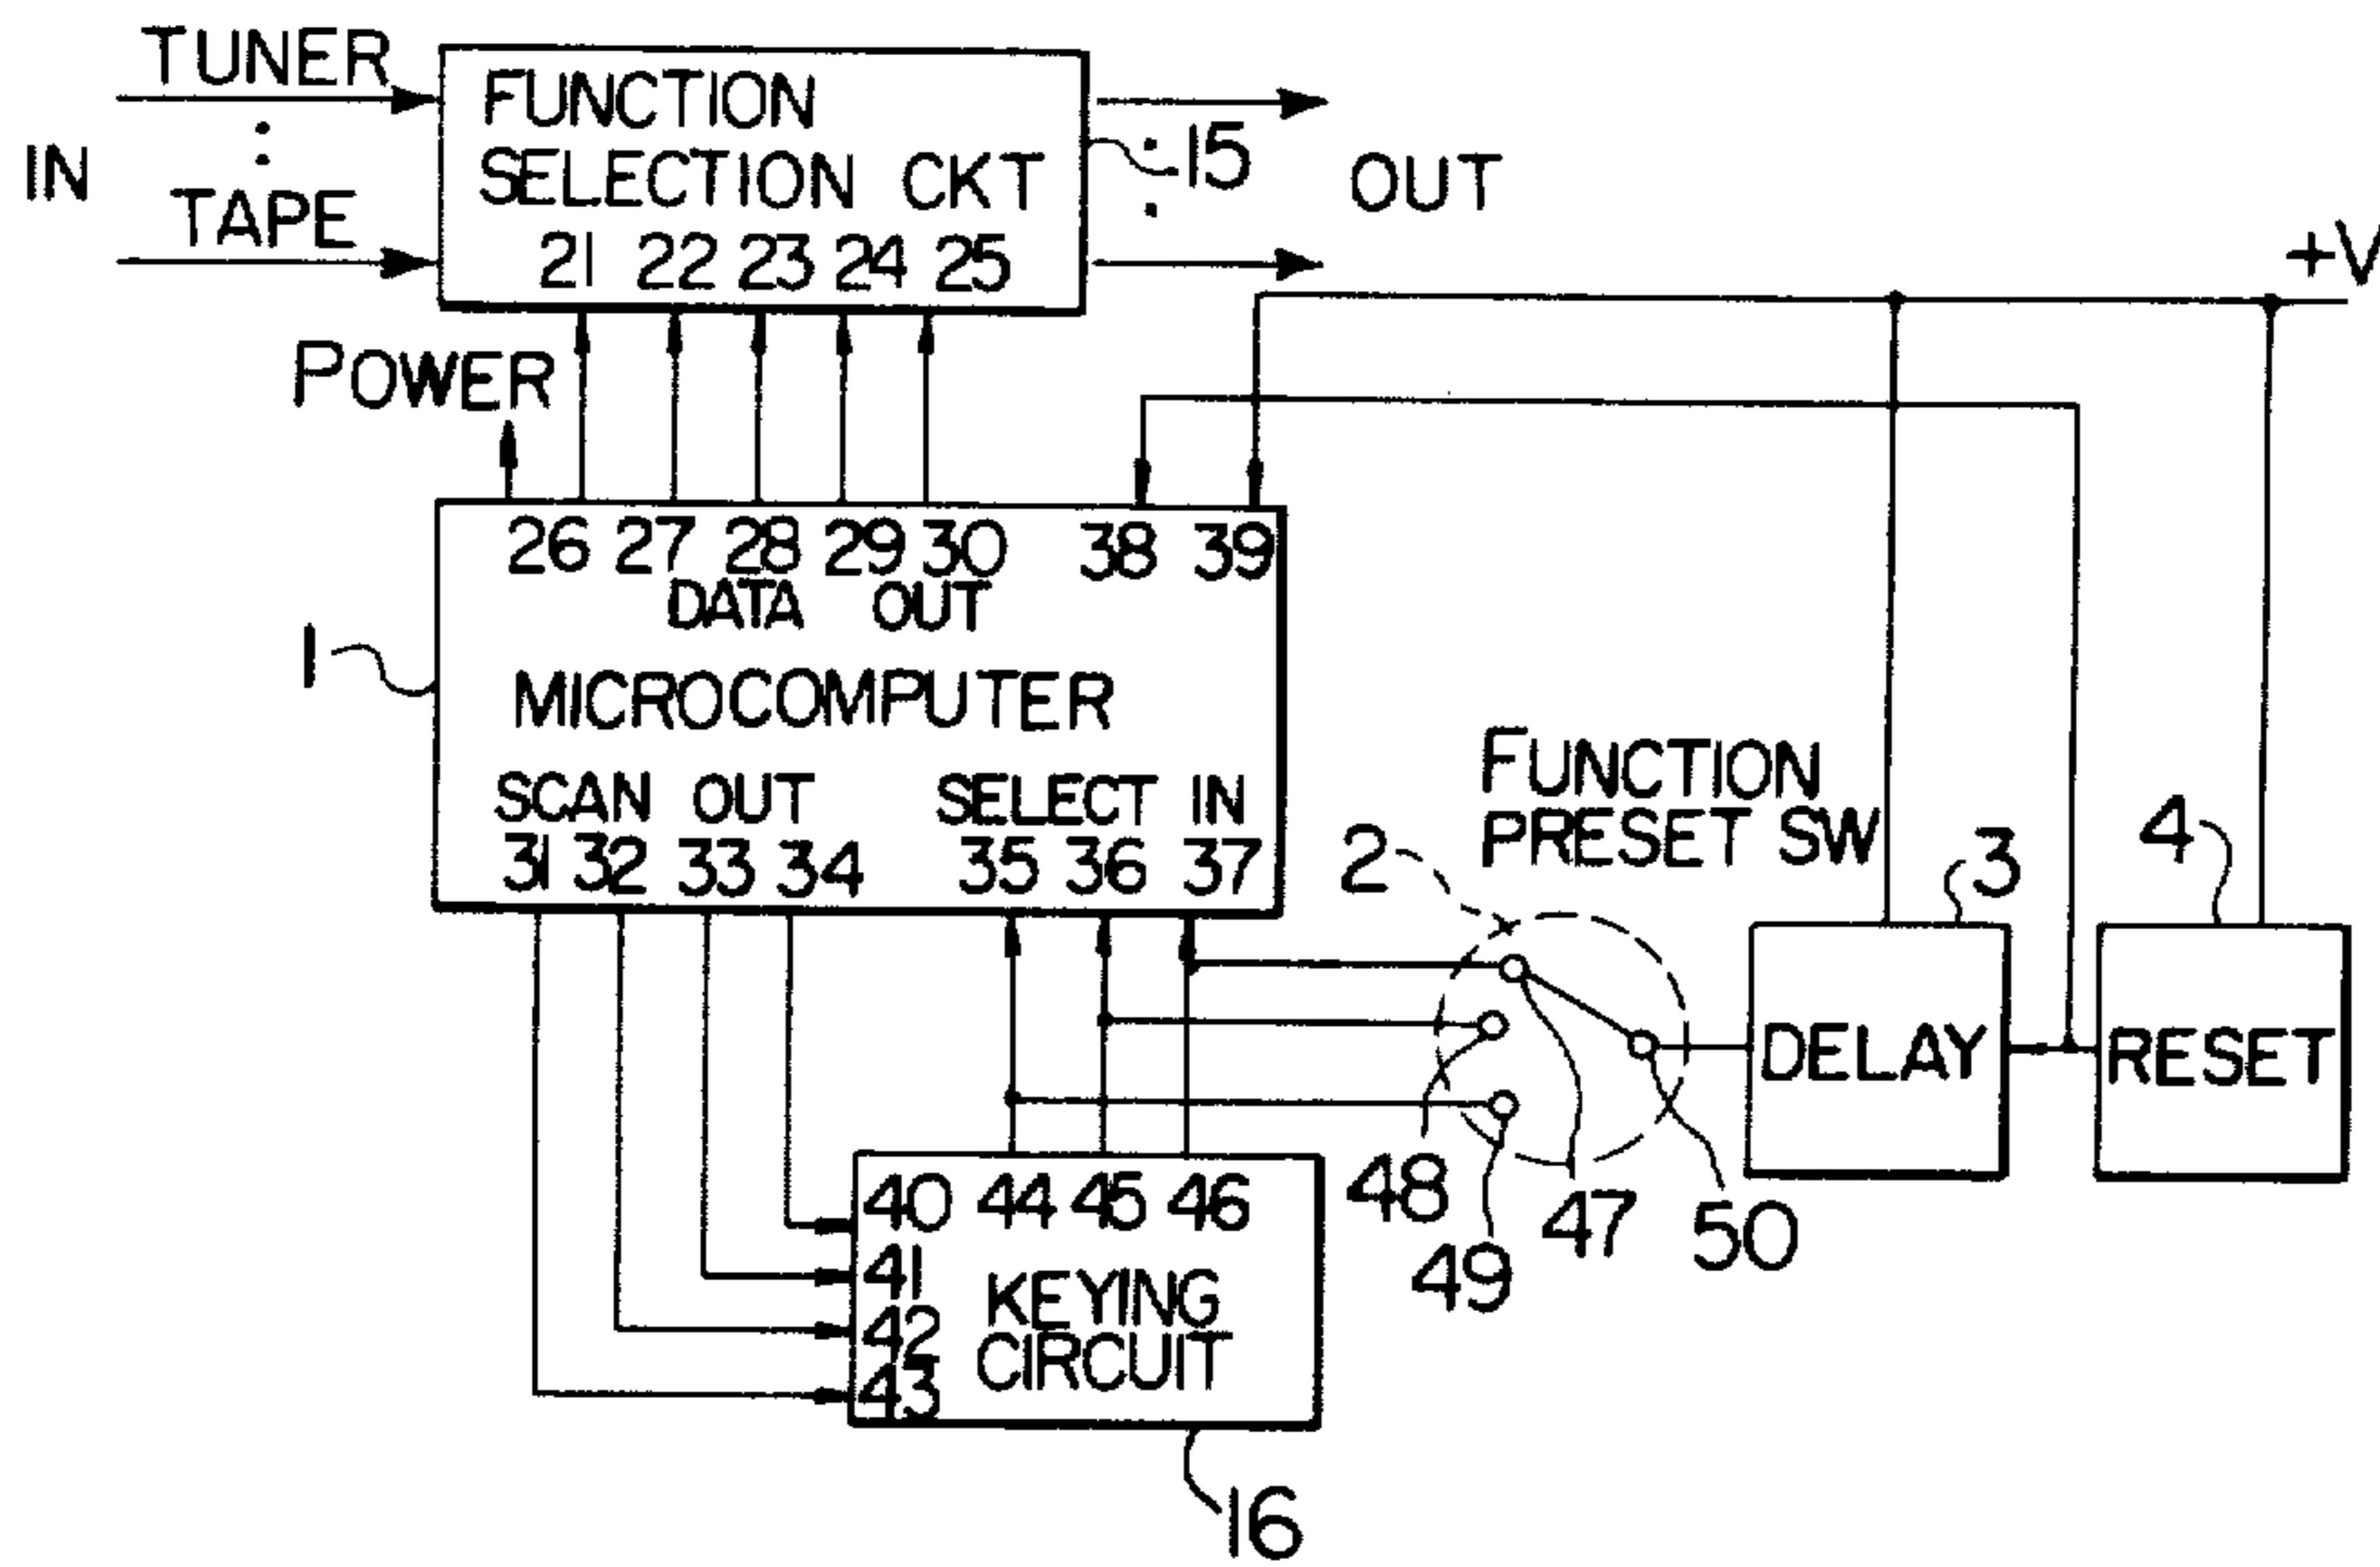 TUNER
IN
TAPE
FUNCTION
SELECTION CKT
21 22 23 24 25
15
OUT
+V
POWER
26 27 28 29 30 38 39
DATA OUT
1
MICROCOMPUTER
SCAN OUT SELECT IN
31 32 33 34 35 36 37
FUNCTION
PRESET SW
2
3
4
DELAY
RESET
40 44 45 46
41
42
43
KEYING
CIRCUIT
48
47
49
50
16